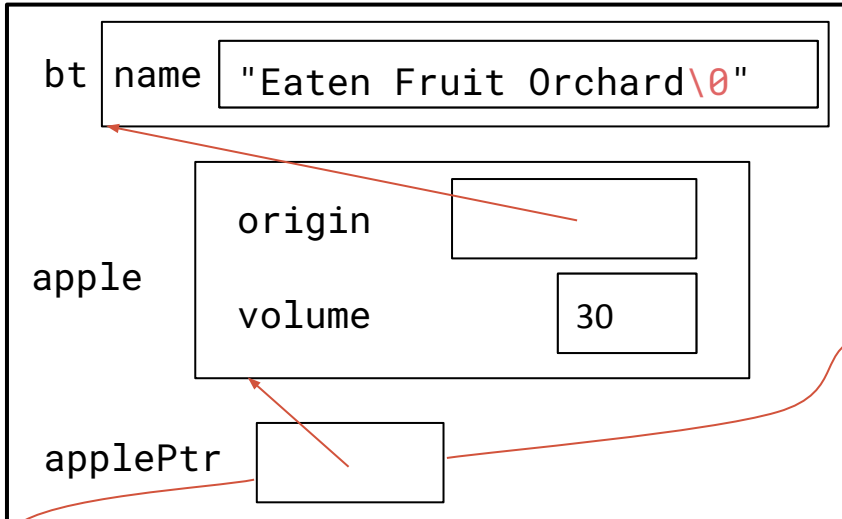 bt name "Eaten Fruit Orchard\0"
origin
apple
volume 30
applePtr